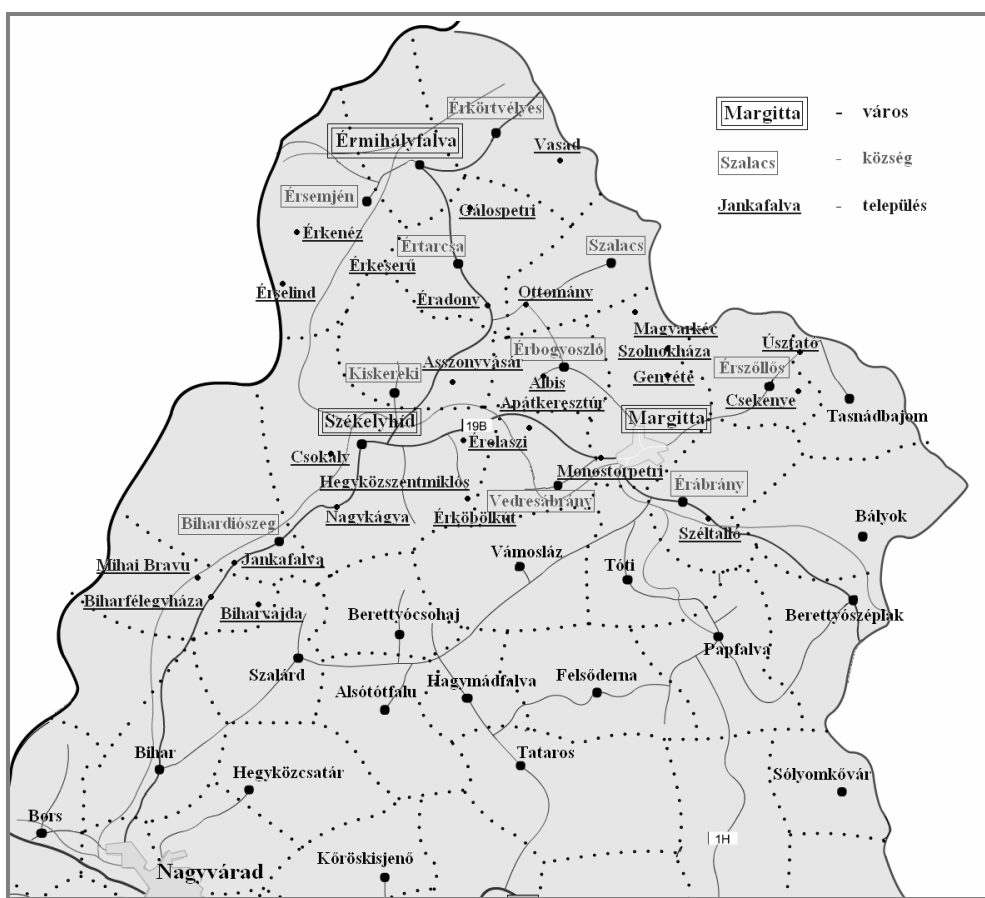 Érkörtvélyes
Margitta - város
Érmihályfalva
Vasad
Szalacs - község
Érsemjén
Gálospetri
Jankafalva - település
Érkenéz
Értarcsa
Szalacs
Érkeserű
Érselind
Éradony
Ottomány
Magyarkéc
Érbogyoszló
Szolnokháza
Úsztató
Asszonyvásár
Kiskereki
Genyéte
Érszőllős
Albis
Csekenye
Apátkeresztúr
Tasnádbajom
Székelyhíd
19B
Margitta
Érolaszi
Csokaly
Monostorpetri
Hegyközszentmiklós
Érábrány
Vedresábrány
Nagykágya
Érköbölkút
Bihardiószeg
Bályok
Széltalló
Vámosláz
Jankafalva
Mihai Bravu
Tóti
Biharfélegyháza
Biharvajda
Berettyócsohaj
Berettyószéplak
Papfalva
Szalárd
Hagymádfalva
Felsőderna
Alsótótfalu
Bihar
Tataros
Hegyközcsatár
Sólyomkővár
Bors
1H
Nagyvárad
Kőröskisjenő